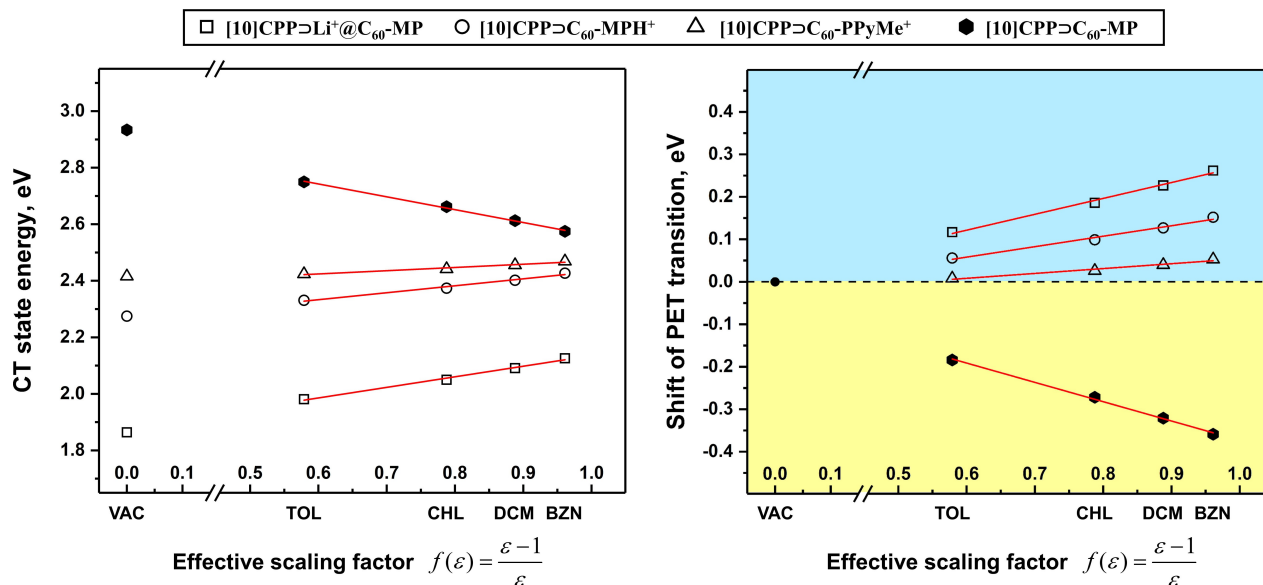 [10]CPP⊃Li⁺@C₆₀-MP [10]CPP⊃C₆₀-MPH⁺ [10]CPP⊃C₆₀-PPyMe⁺ [10]CPP⊃C₆₀-MP
CT state energy, eV
3.0
2.8
2.6
2.4
2.2
2.0
1.8
0.0 0.1 0.5 0.6 0.7 0.8 0.9 1.0
VAC TOL CHL DCM BZN
Effective scaling factor f(ε) = (ε−1)/ε
Shift of PET transition, eV
0.4
0.3
0.2
0.1
0.0
-0.1
-0.2
-0.3
-0.4
0.0 0.1 0.5 0.6 0.7 0.8 0.9 1.0
VAC TOL CHL DCM BZN
Effective scaling factor f(ε) = (ε−1)/ε